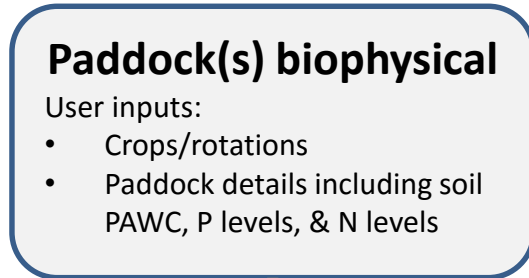 Paddock(s) biophysical
User inputs:
• Crops/rotations
• Paddock details including soil
PAWC, P levels, & N levels